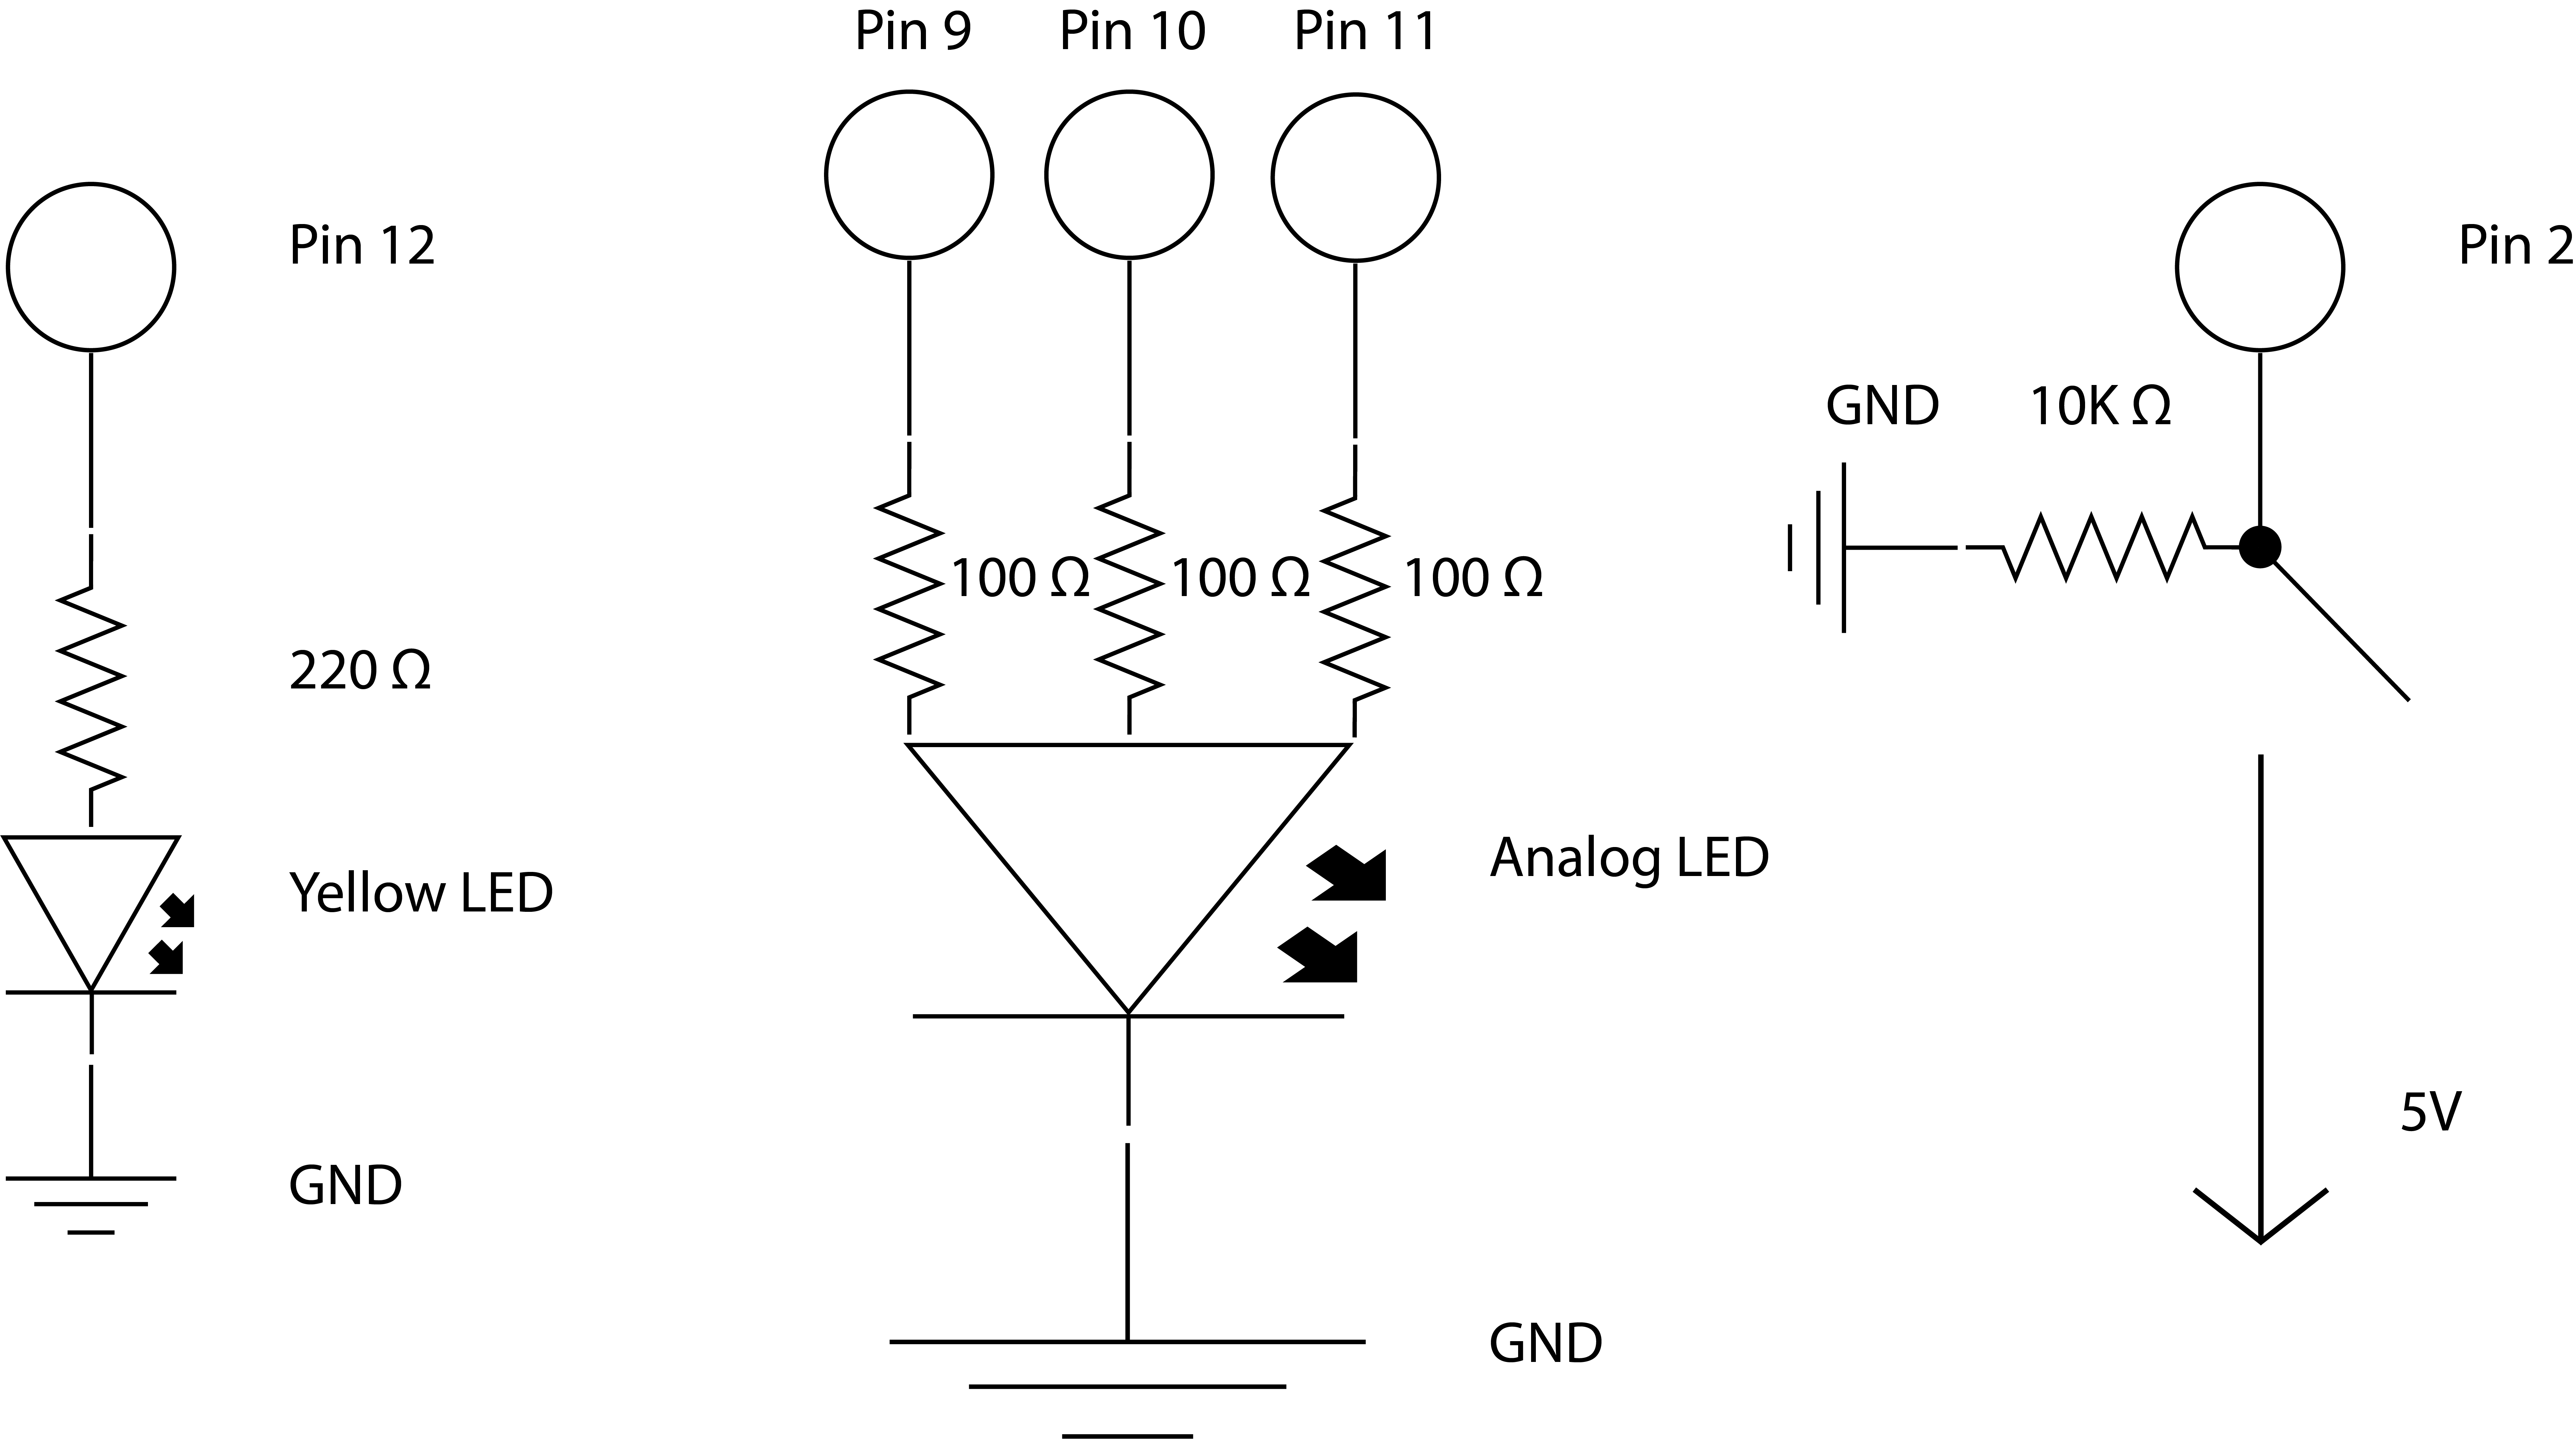 Pin 9
Pin 10
Pin 11
Pin 12
Pin 2
GND
10K Ω
100 Ω
100 Ω
100 Ω
220 Ω
Analog LED
Yellow LED
5V
GND
GND